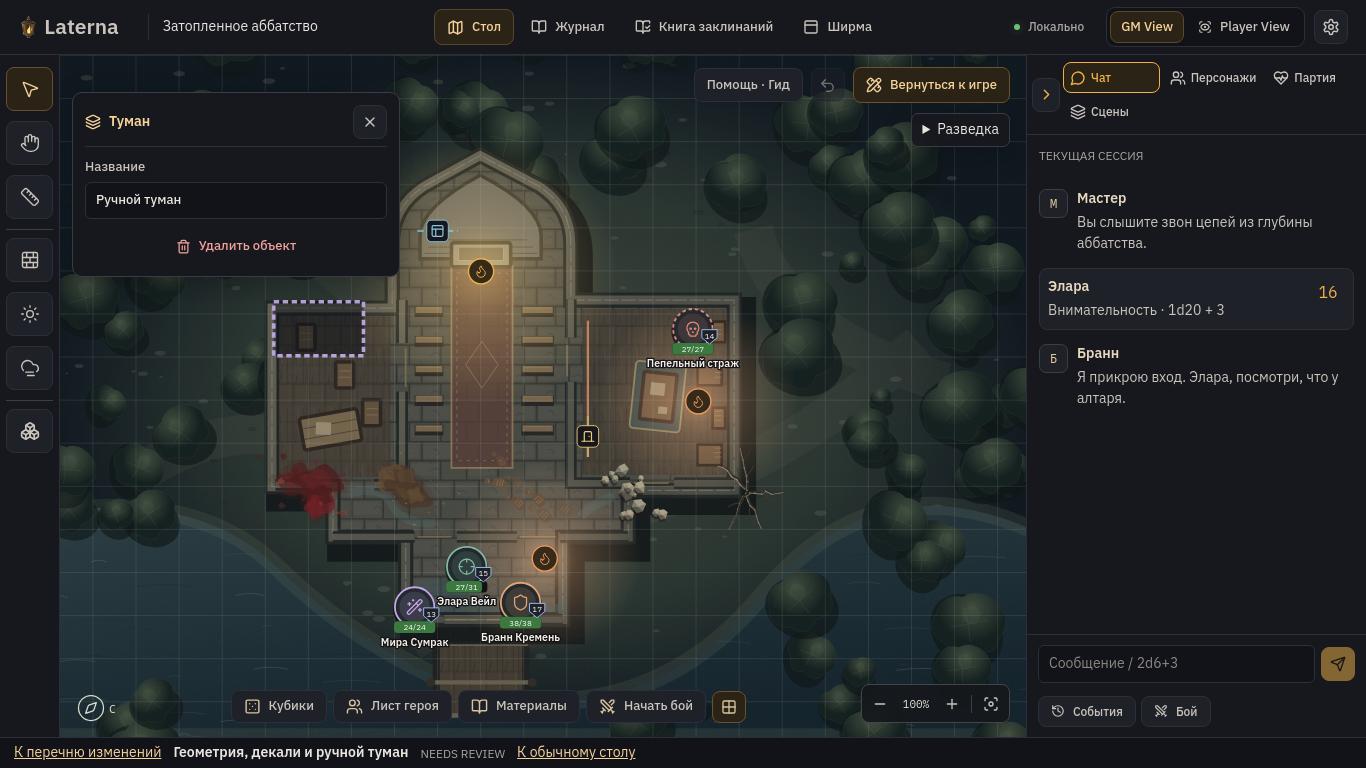 Laterna
Затопленное аббатство
Стол
Журнал
Книга заклинаний
Ширма
Локально
GM View
Player View
Туман
Название
Ручной туман
Удалить объект
Помощь · Гид
Вернуться к игре
▶ Разведка
Чат
Персонажи
Партия
Сцены
ТЕКУЩАЯ СЕССИЯ
М
Мастер
Вы слышите звон цепей из глубины
аббатства.
Элара
16
Внимательность · 1d20 + 3
Б
Бранн
Я прикрою вход. Элара, посмотри, что у
алтаря.
14
27/27
Пепельный страж
15
27/31
Элара Вейл
13
24/24
Мира Сумрак
17
38/38
Бранн Кремень
С
Кубики
Лист героя
Материалы
Начать бой
100%
Сообщение / 2d6+3
События
Бой
К перечню изменений
Геометрия, декали и ручной туман
NEEDS REVIEW
К обычному столу